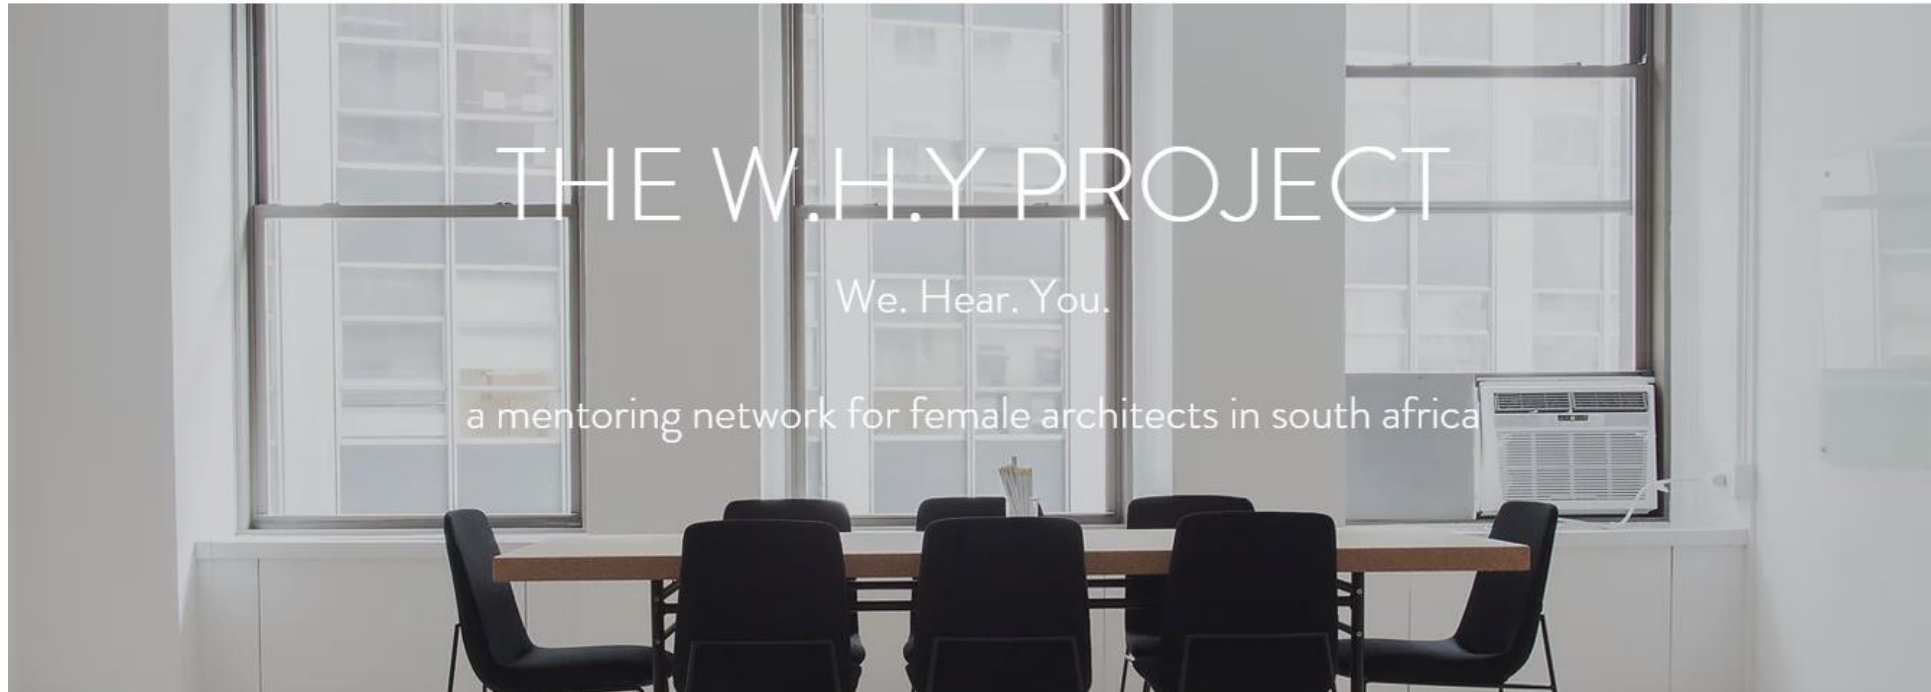 THE W.H.Y PROJECT
We. Hear. You.
a mentoring network for female architects in south africa